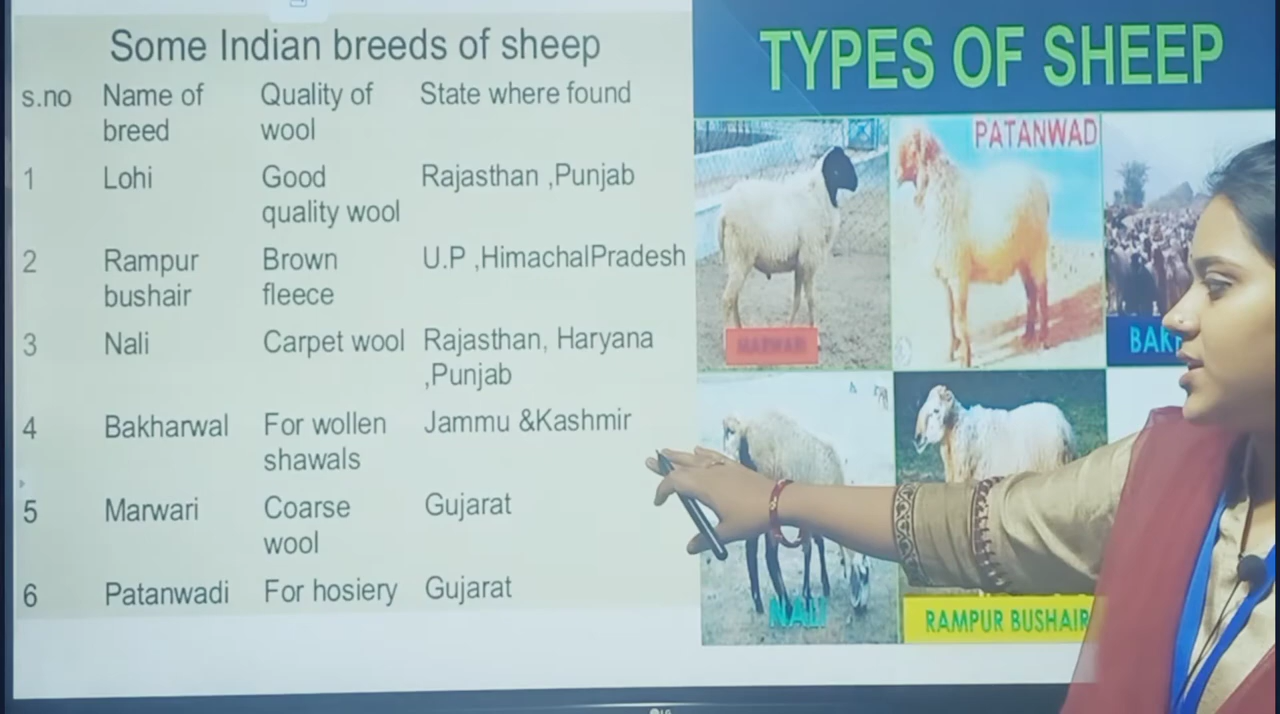 Some Indian breeds of sheep
s.no Name of breed Quality of wool State where found
1 Lohi Good quality wool Rajasthan ,Punjab
2 Rampur bushair Brown fleece U.P ,HimachalPradesh
3 Nali Carpet wool Rajasthan, Haryana ,Punjab
4 Bakharwal For wollen shawals Jammu &Kashmir
5 Marwari Coarse wool Gujarat
6 Patanwadi For hosiery Gujarat
TYPES OF SHEEP
PATANWAD
MARWARI
BAK
NALI
RAMPUR BUSHAIR
LG